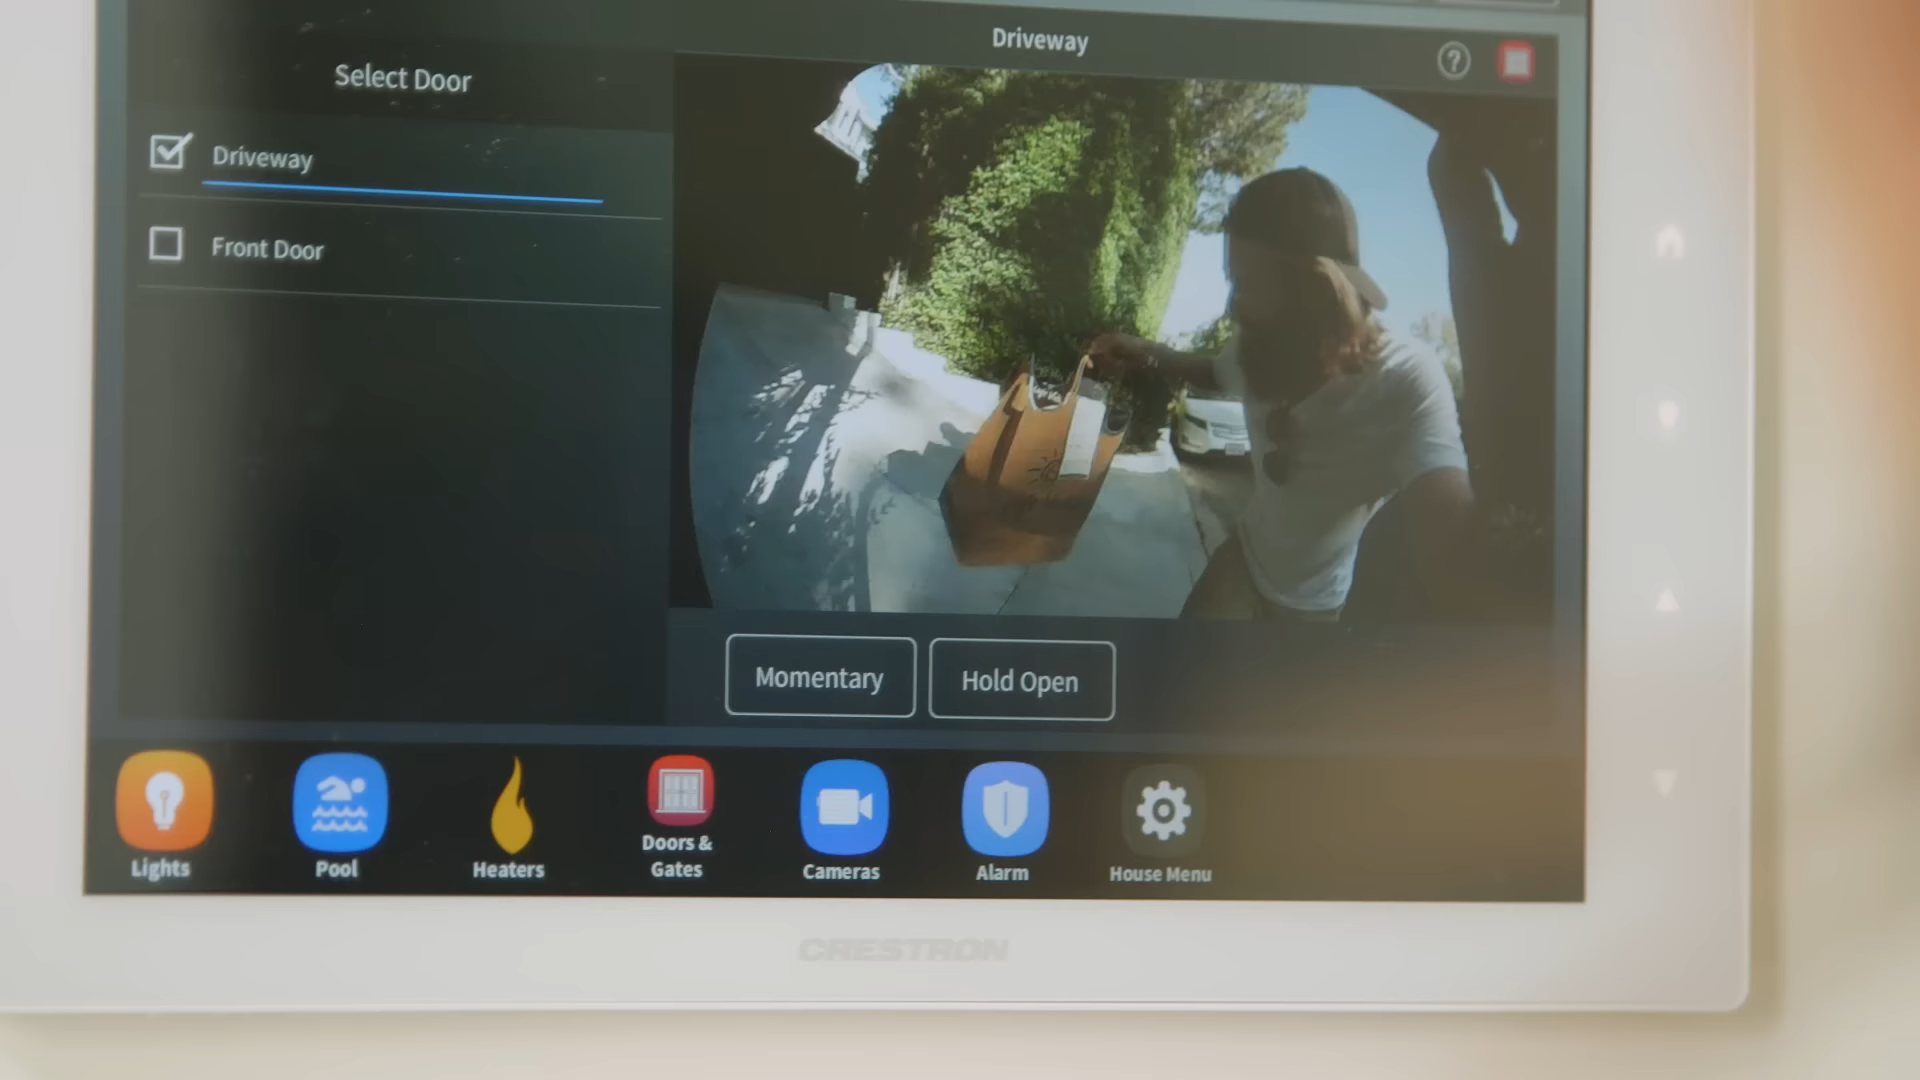 Driveway
?
Select Door
Driveway
Front Door
Momentary
Hold Open
Lights
Pool
Heaters
Doors &
Gates
Cameras
Alarm
House Menu
CRESTRON